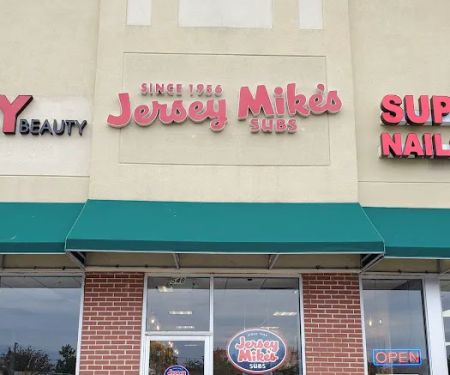 SINCE 1956
Jersey Mike's
SUBS
Y BEAUTY
SUP
NAIL
Jersey
Mike's
SUBS
OPEN